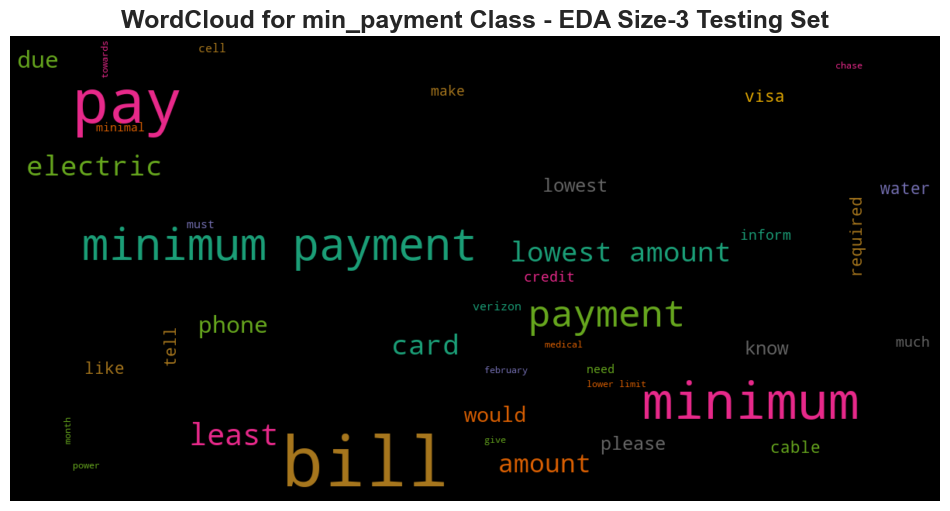 WordCloud for min_payment Class - EDA Size-3 Testing Set
towards
cell
due
chase
make
visa
pay
minimal
electric
lowest
water
required
must
minimum payment
inform
lowest amount
credit
verizon
payment
phone
tell
card
medical
know
much
like
february
need
lower limit
minimum
would
month
least
give
please
cable
bill
amount
power